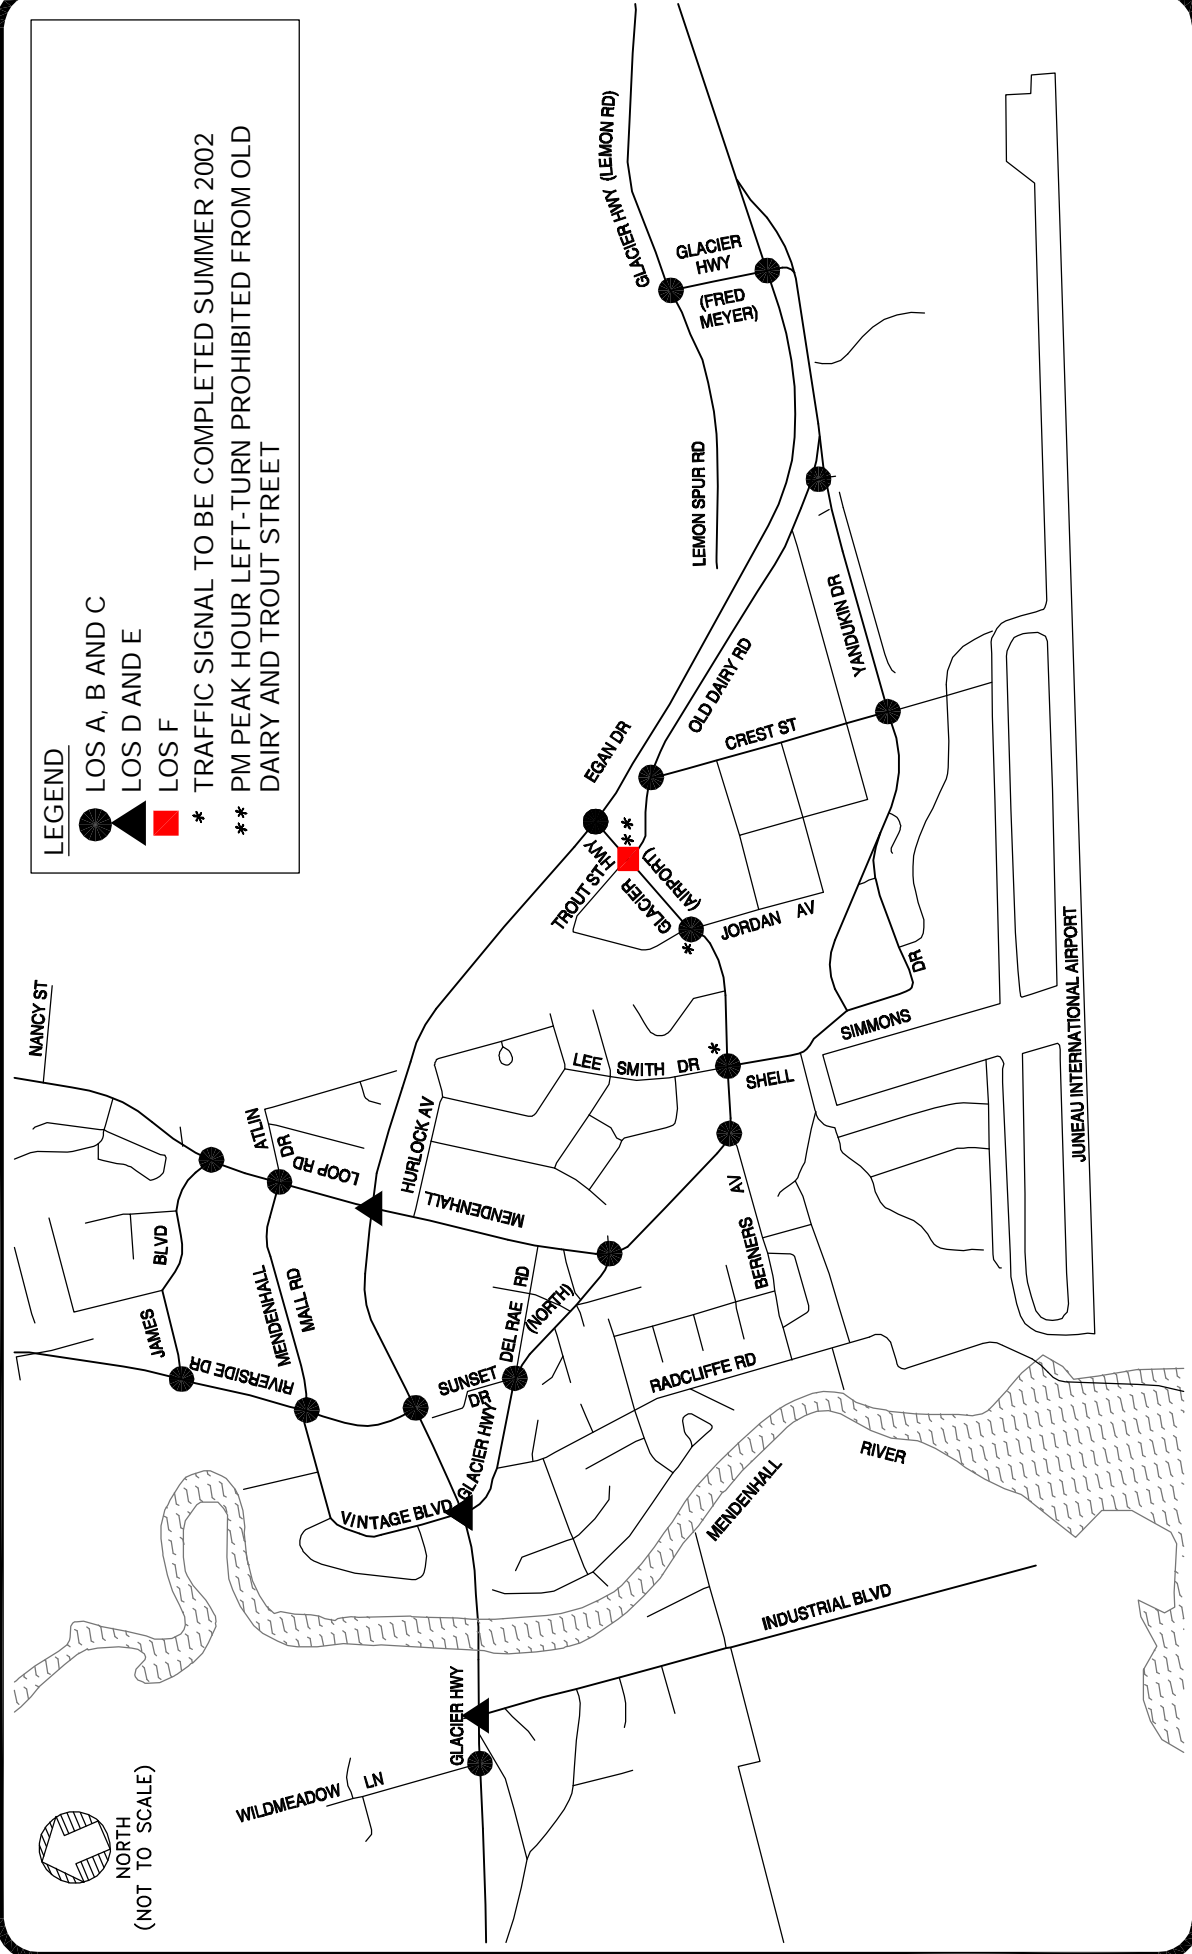 LEGEND
LOS A, B AND C
LOS D AND E
LOS F
* TRAFFIC SIGNAL TO BE COMPLETED SUMMER 2002
** PM PEAK HOUR LEFT-TURN PROHIBITED FROM OLD
DAIRY AND TROUT STREET
NORTH
(NOT TO SCALE)
WILDMEADOW LN
GLACIER HWY
INDUSTRIAL BLVD
MENDENHALL
RIVER
VINTAGE BLVD
GLACIER HWY
SUNSET
DR
DEL RAE RD
(NORTH)
RADCLIFFE RD
RIVERSIDE DR
JAMES
BLVD
MENDENHALL
MALL RD
ATLIN
DR
LOOP RD
MENDENHALL
HURLOCK AV
NANCY ST
LEE SMITH DR
*
SHELL
SIMMONS
DR
BERNERS AV
JUNEAU INTERNATIONAL AIRPORT
TROUT ST
HWY
GLACIER
(AIRPORT)
**
*
JORDAN AV
EGAN DR
OLD DAIRY RD
CREST ST
YANDUKIN DR
LEMON SPUR RD
GLACIER HWY (LEMON RD)
GLACIER
HWY
(FRED
MEYER)